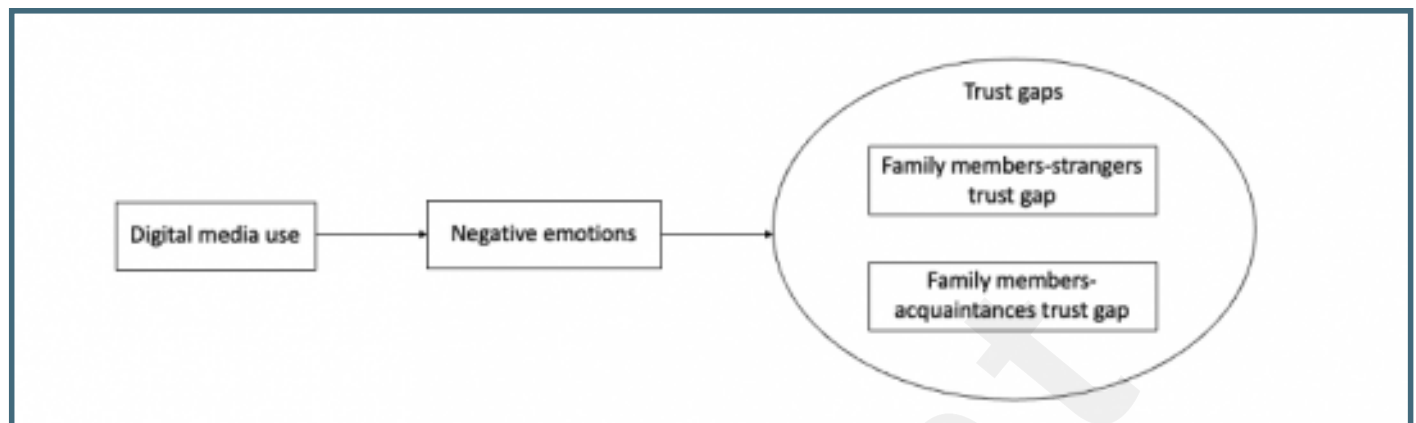 Trust gaps
Family members-strangers
trust gap
Digital media use
Negative emotions
Family members-
acquaintances trust gap